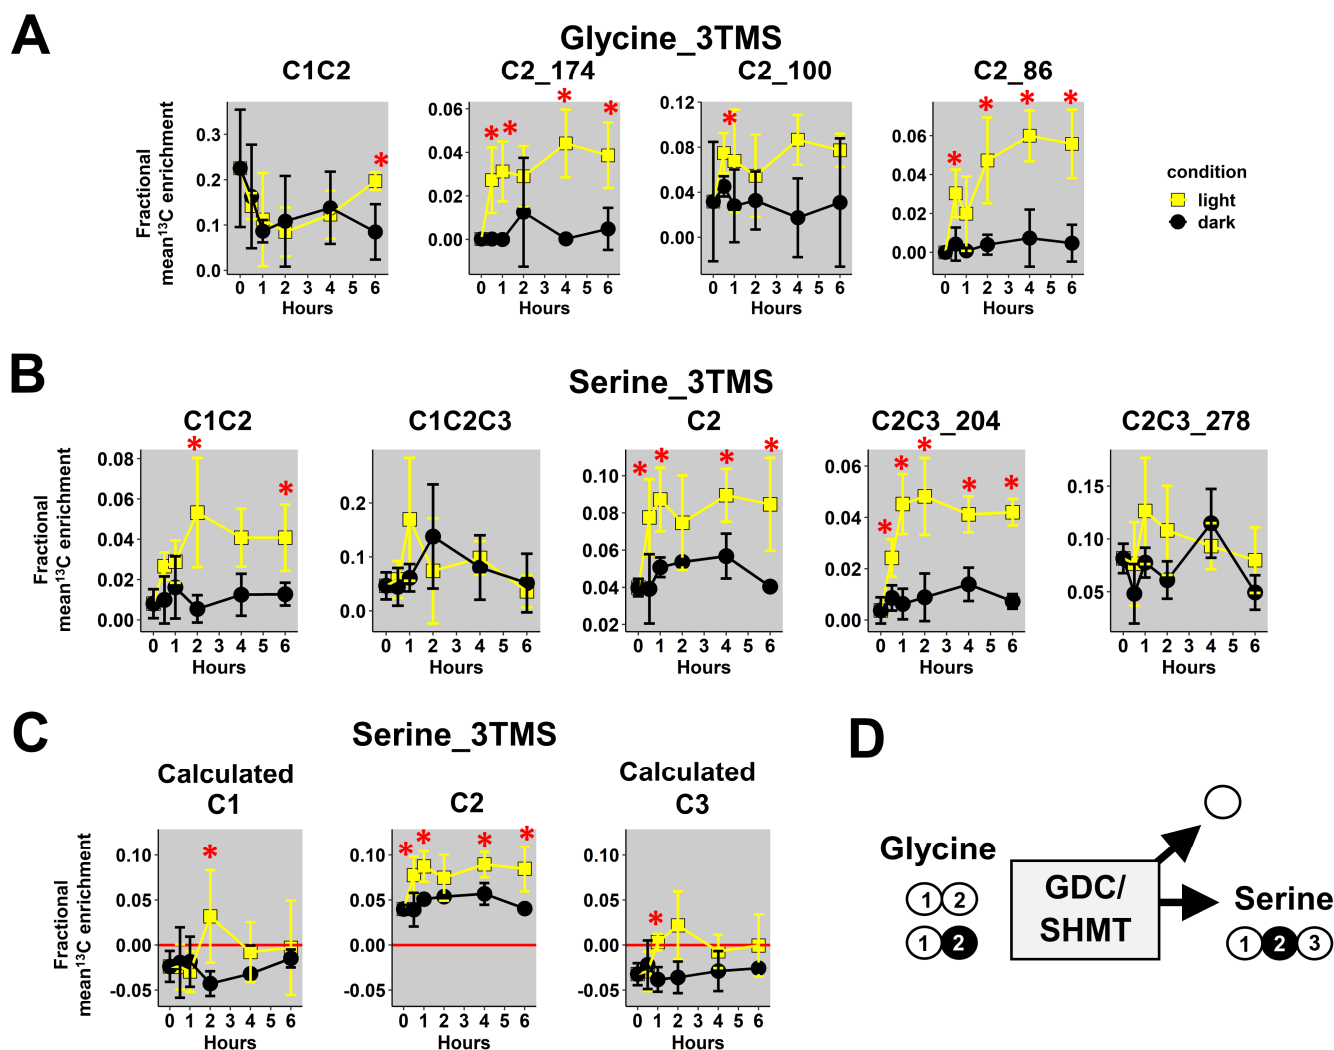 A
Glycine_3TMS
C1C2
C2_174
C2_100
C2_86
Fractional
mean¹³C enrichment
0.3
0.2
0.1
0.0
0.06
0.04
0.02
0.00
0.12
0.08
0.04
0.00
0.06
0.04
0.02
0.00
*
* * * *
*
* * * *
condition
light
dark
0 1 2 3 4 5 6
0 1 2 3 4 5 6
0 1 2 3 4 5 6
0 1 2 3 4 5 6
Hours
Hours
Hours
Hours
B
Serine_3TMS
C1C2
C1C2C3
C2
C2C3_204
C2C3_278
Fractional
mean¹³C enrichment
0.08
0.06
0.04
0.02
0.00
0.2
0.1
0.0
0.10
0.08
0.06
0.04
0.02
0.06
0.04
0.02
0.00
0.15
0.10
0.05
* *
* * * *
* * * * *
0 1 2 3 4 5 6
0 1 2 3 4 5 6
0 1 2 3 4 5 6
0 1 2 3 4 5 6
0 1 2 3 4 5 6
Hours
Hours
Hours
Hours
Hours
C
Serine_3TMS
Calculated
C1
C2
Calculated
C3
Fractional
mean¹³C enrichment
0.10
0.05
0.00
-0.05
0.10
0.05
0.00
-0.05
0.10
0.05
0.00
-0.05
*
* * * *
*
0 1 2 3 4 5 6
0 1 2 3 4 5 6
0 1 2 3 4 5 6
Hours
Hours
Hours
D
Glycine
1 2
1 2
GDC/
SHMT
Serine
1 2 3